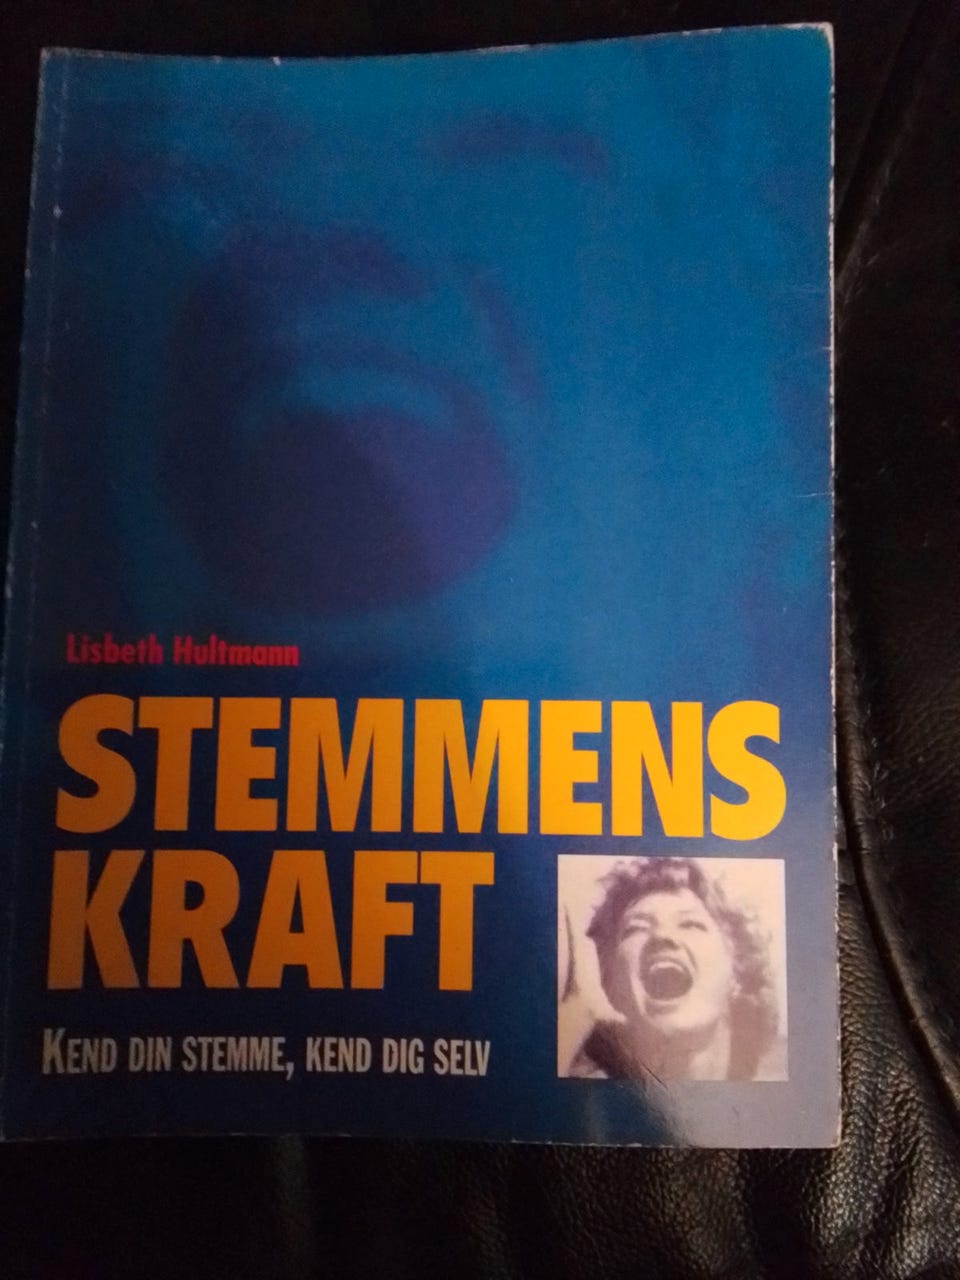 Lisbeth Hultmann
STEMMENS
KRAFT
KEND DIN STEMME, KEND DIG SELV